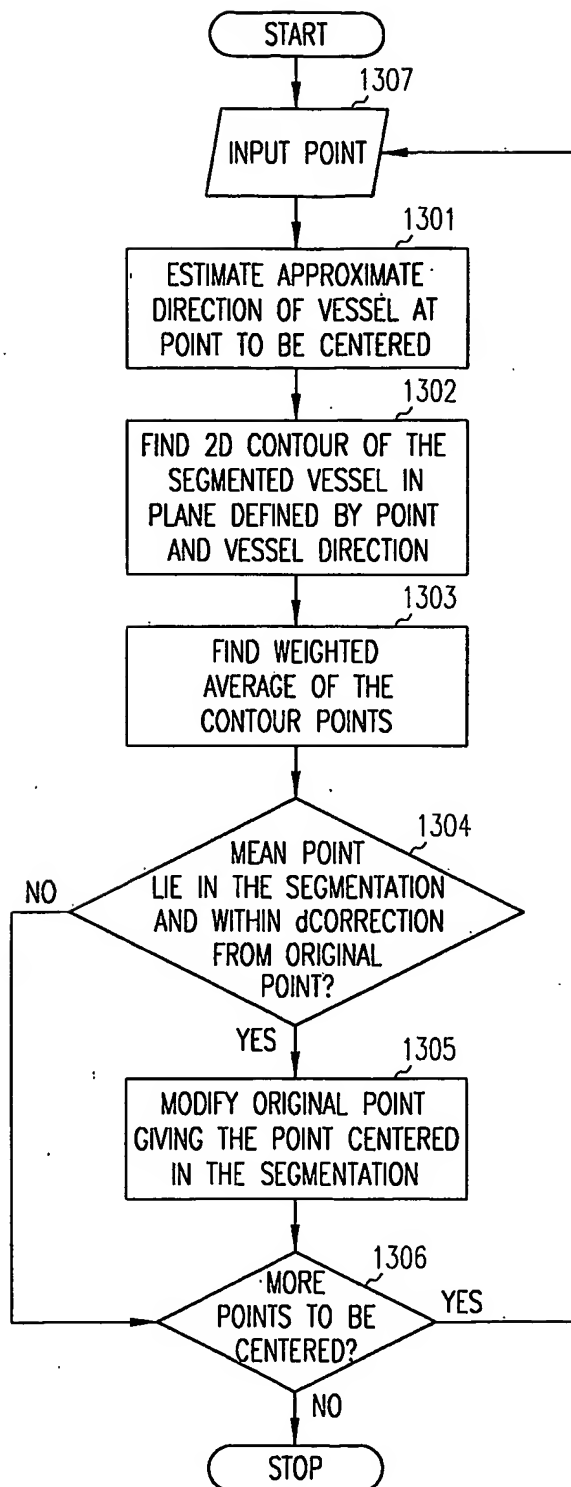 START
1307
INPUT POINT
1301
ESTIMATE APPROXIMATE
DIRECTION OF VESSEL AT
POINT TO BE CENTERED
1302
FIND 2D CONTOUR OF THE
SEGMENTED VESSEL IN
PLANE DEFINED BY POINT
AND VESSEL DIRECTION
1303
FIND WEIGHTED
AVERAGE OF THE
CONTOUR POINTS
1304
MEAN POINT
NO
LIE IN THE SEGMENTATION
AND WITHIN dCORRECTION
FROM ORIGINAL
POINT?
YES
1305
MODIFY ORIGINAL POINT
GIVING THE POINT CENTERED
IN THE SEGMENTATION
1306
MORE
POINTS TO BE
CENTERED?
YES
NO
STOP